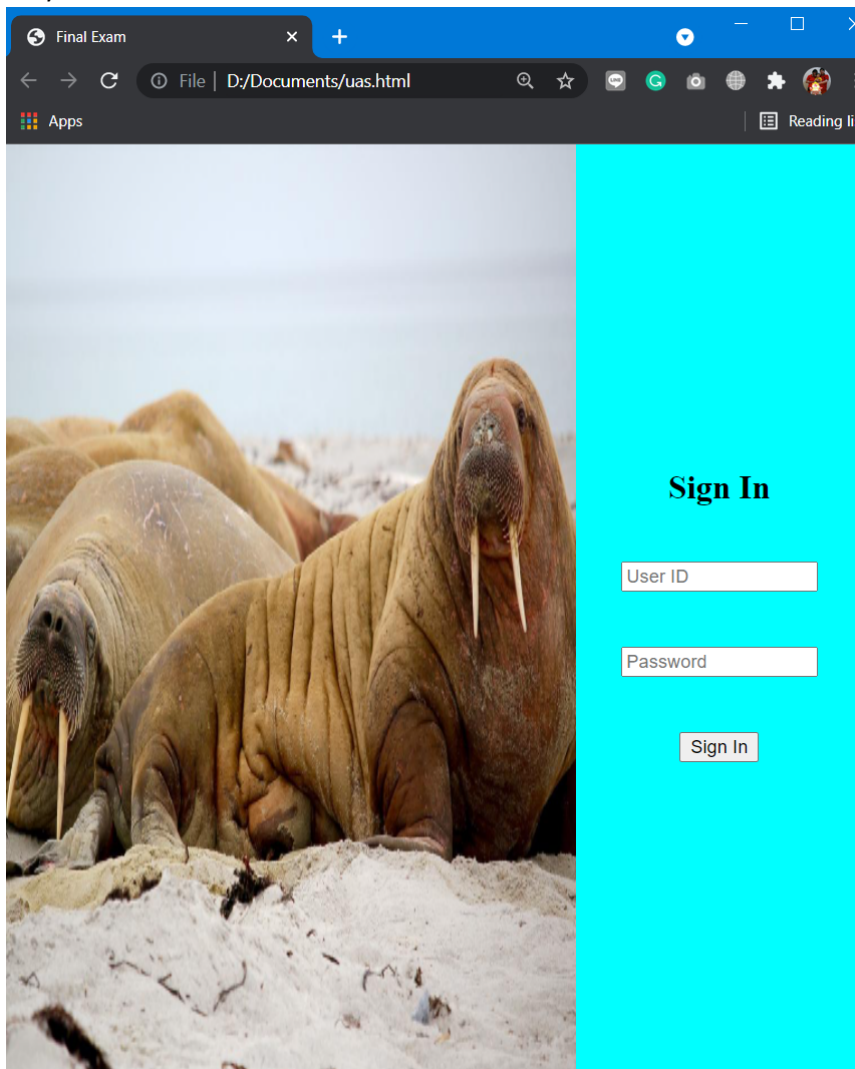 Final Exam
File | D:/Documents/uas.html
Apps
Reading li
Sign In
User ID
Password
Sign In